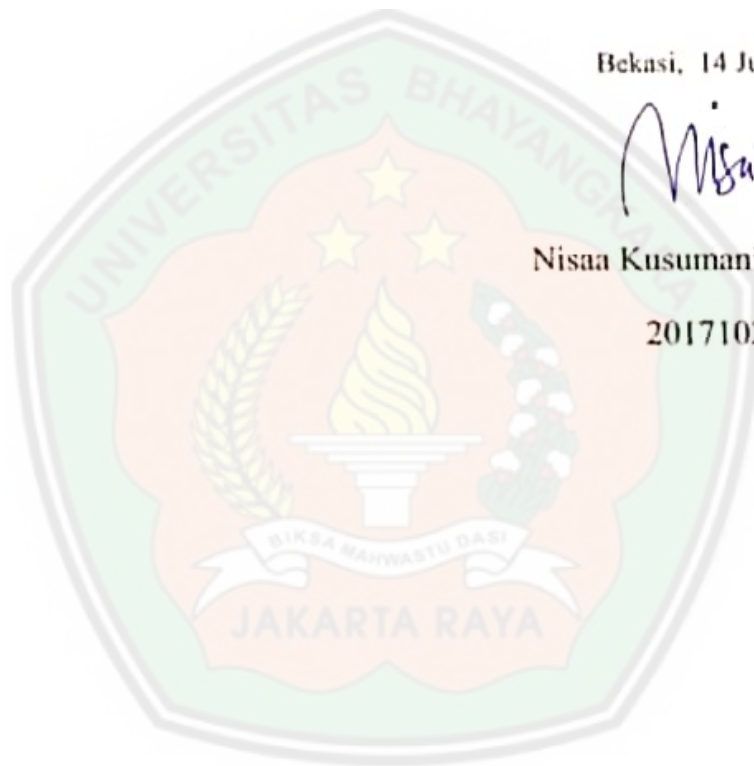 Bekasi, 14 Ju
Nisaa Kusuman
201710
UNIVERSITAS BHAYANGKARA
BIKSA MAHWASTU DASI
JAKARTA RAYA